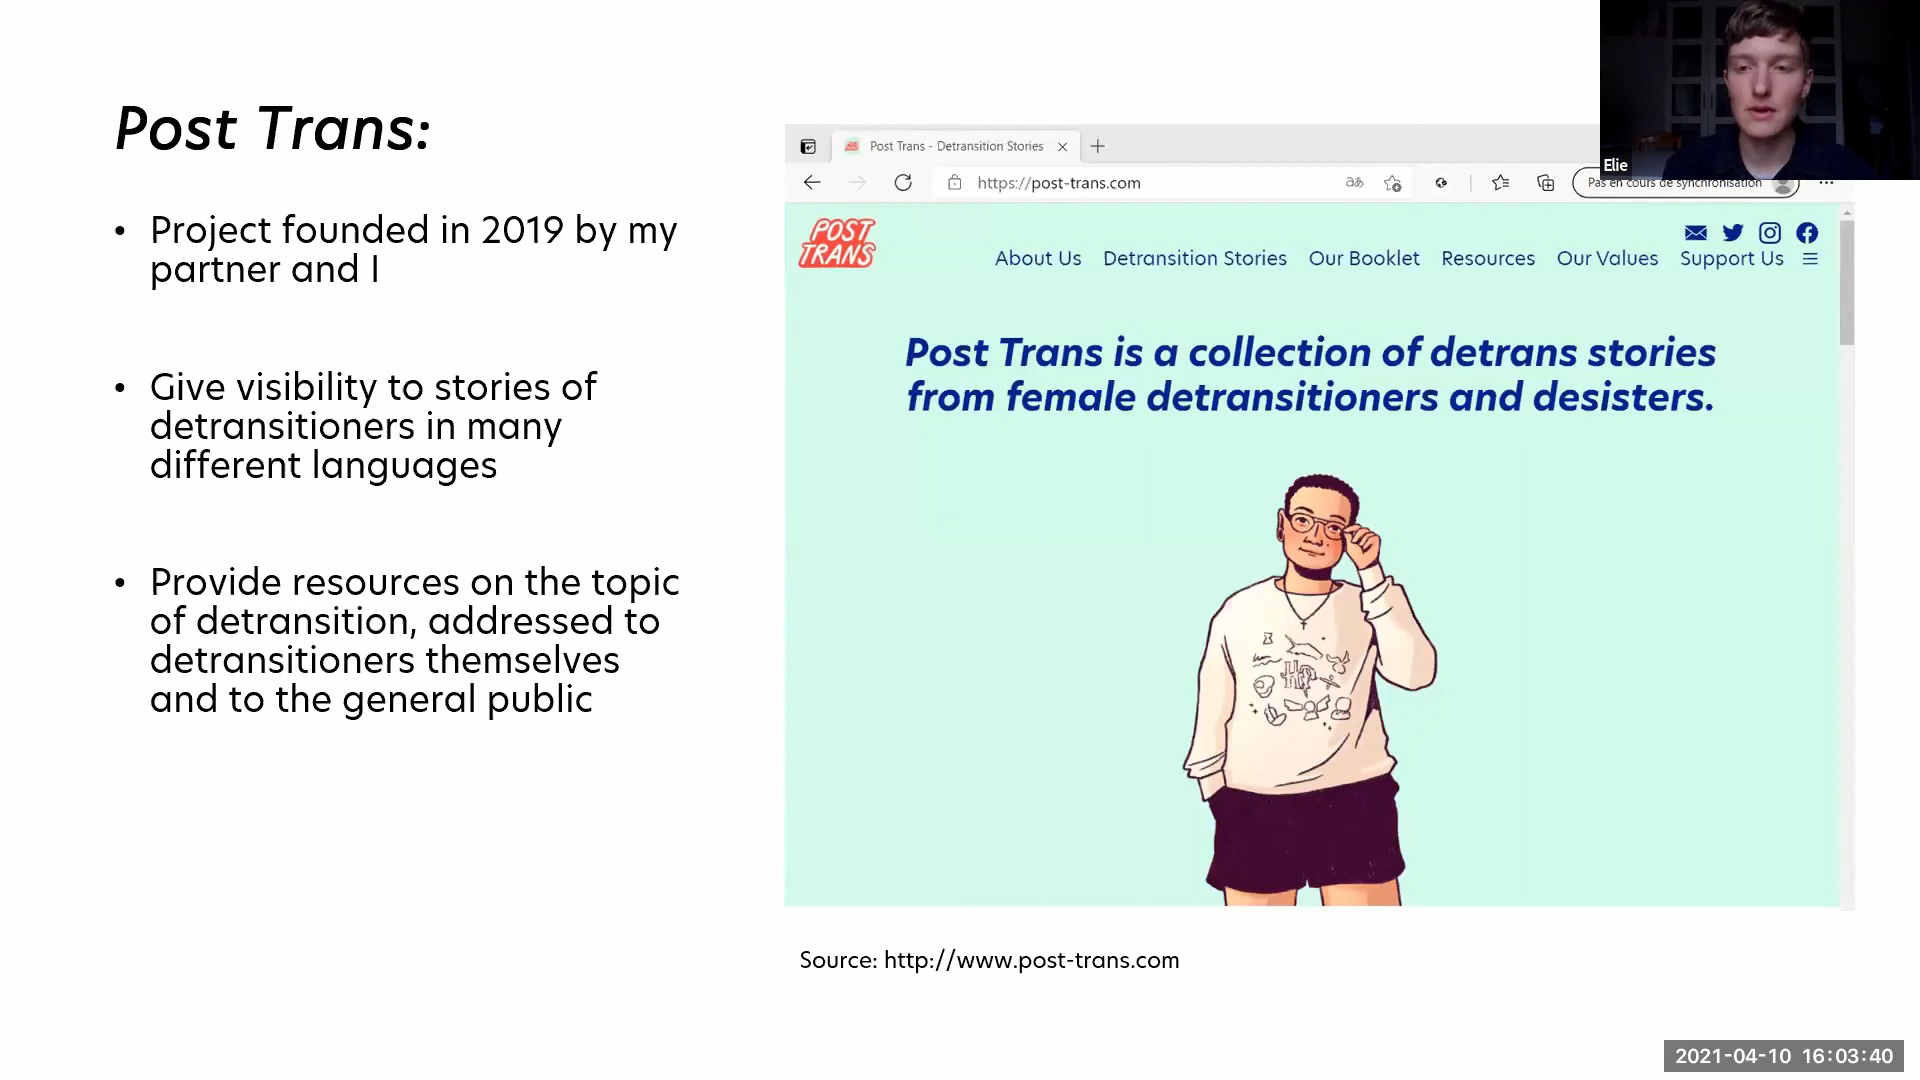 Post Trans:
• Project founded in 2019 by my
partner and I
• Give visibility to stories of
detransitioners in many
different languages
• Provide resources on the topic
of detransition, addressed to
detransitioners themselves
and to the general public
Elie
Post Trans - Detransition Stories
https://post-trans.com
Pas en cours de synchronisation
POST
TRANS
About Us Detransition Stories Our Booklet Resources Our Values Support Us
Post Trans is a collection of detrans stories
from female detransitioners and desisters.
HP
Source: http://www.post-trans.com
2021-04-10 16:03:40